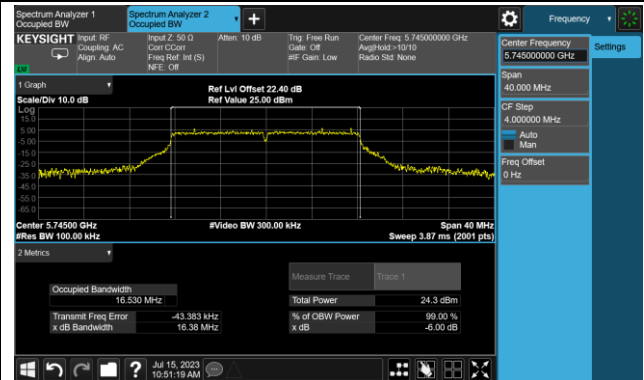 Spectrum Analyzer 1
Occupied BW
Spectrum Analyzer 2
Occupied BW
Frequency
KEYSIGHT
Input: RF
Coupling: AC
Align: Auto
Input Z: 50 Ω
Corr CCorr
Freq Ref: Int (S)
NFE: Off
Atten: 10 dB
Trig: Free Run
Gate: Off
#IF Gain: Low
Center Freq: 5.745000000 GHz
Avg|Hold:>10/10
Radio Std: None
Center Frequency
5.745000000 GHz
Settings
Span
40.000 MHz
CF Step
4.000000 MHz
Auto
Man
Freq Offset
0 Hz
1 Graph
Scale/Div 10.0 dB
Ref Lvl Offset 22.40 dB
Ref Value 25.00 dBm
Log
15.0
5.00
-5.00
-15.0
-25.0
-35.0
-45.0
-55.0
-65.0
Center 5.74500 GHz
#Video BW 300.00 kHz
Span 40 MHz
#Res BW 100.00 kHz
Sweep 3.87 ms (2001 pts)
2 Metrics
Measure Trace
Trace 1
Occupied Bandwidth
16.530 MHz
Total Power
24.3 dBm
Transmit Freq Error
-43.383 kHz
% of OBW Power
99.00 %
x dB Bandwidth
16.38 MHz
x dB
-6.00 dB
?
Jul 15, 2023
10:51:19 AM